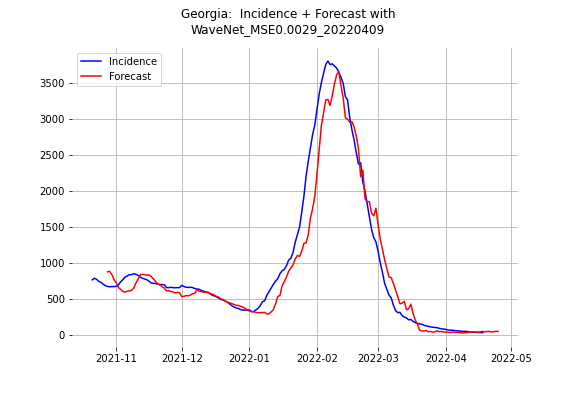 Georgia:  Incidence + Forecast with
WaveNet_MSE0.0029_20220409
Incidence
Forecast
3500
3000
2500
2000
1500
1000
500
0
2021-11 2021-12 2022-01 2022-02 2022-03 2022-04 2022-05